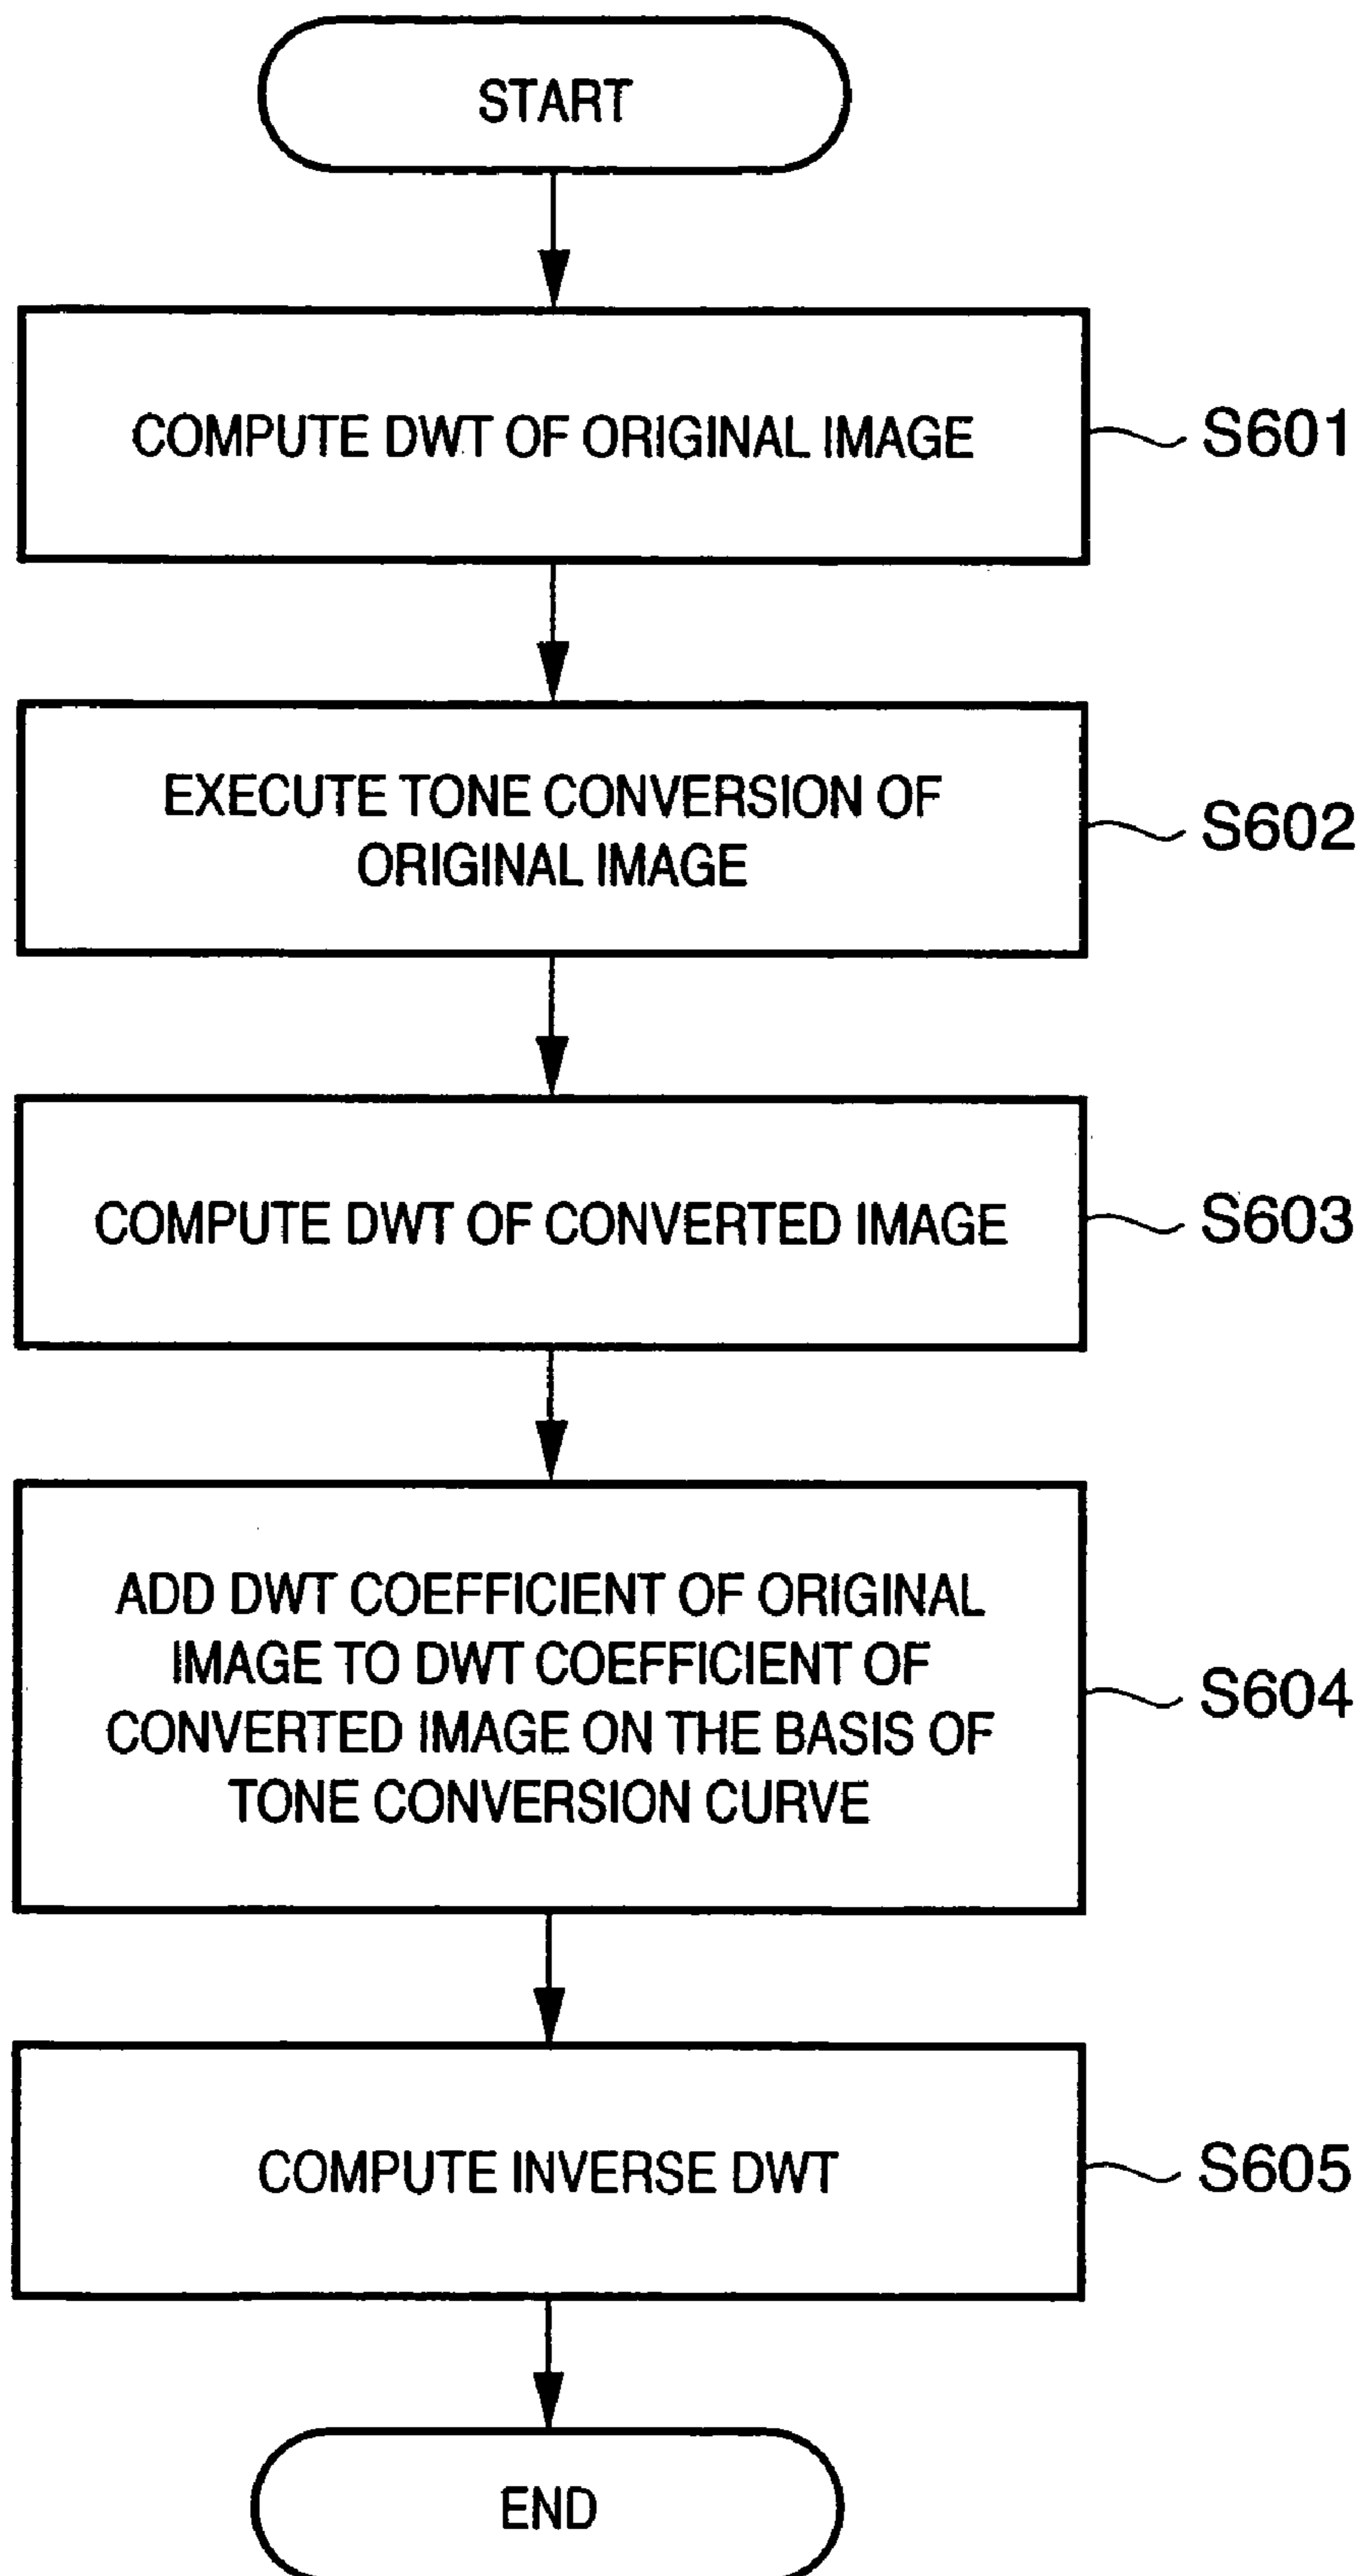 START
COMPUTE DWT OF ORIGINAL IMAGE
S601
EXECUTE TONE CONVERSION OF
ORIGINAL IMAGE
S602
COMPUTE DWT OF CONVERTED IMAGE
S603
ADD DWT COEFFICIENT OF ORIGINAL
IMAGE TO DWT COEFFICIENT OF
CONVERTED IMAGE ON THE BASIS OF
TONE CONVERSION CURVE
S604
COMPUTE INVERSE DWT
S605
END